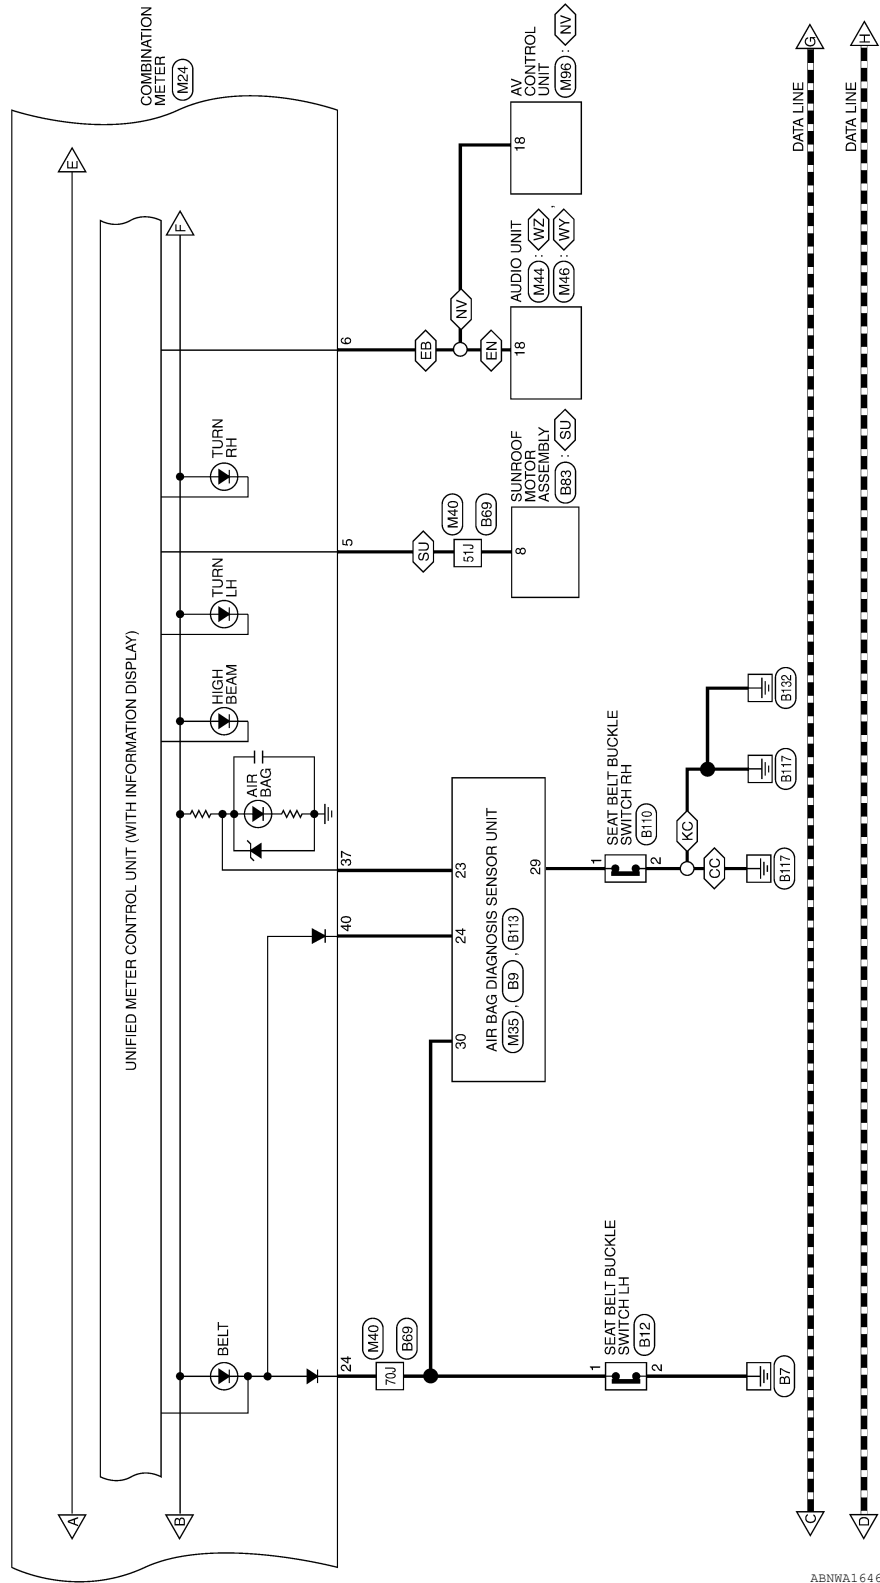 COMBINATION
METER
M24
A
E
UNIFIED METER CONTROL UNIT (WITH INFORMATION DISPLAY)
B
F
BELT
AIR
BAG
HIGH
BEAM
TURN
LH
TURN
RH
24
40
37
5
6
70J
M40
B69
30
24
23
AIR BAG DIAGNOSIS SENSOR UNIT
M35 , B9 , B113
29
SU
51J
M40
B69
8
SUNROOF
MOTOR
ASSEMBLY
B83 : SU
EB
NV
EN
18
AUDIO UNIT
M44 : WZ ,
M46 : WY
18
AV
CONTROL
UNIT
M96 : NV
1
2
SEAT BELT BUCKLE
SWITCH LH
B12
B7
1
2
SEAT BELT BUCKLE
SWITCH RH
B110
CC
KC
B117
B117
B132
C
DATA LINE
G
D
DATA LINE
H
ABNWA1646